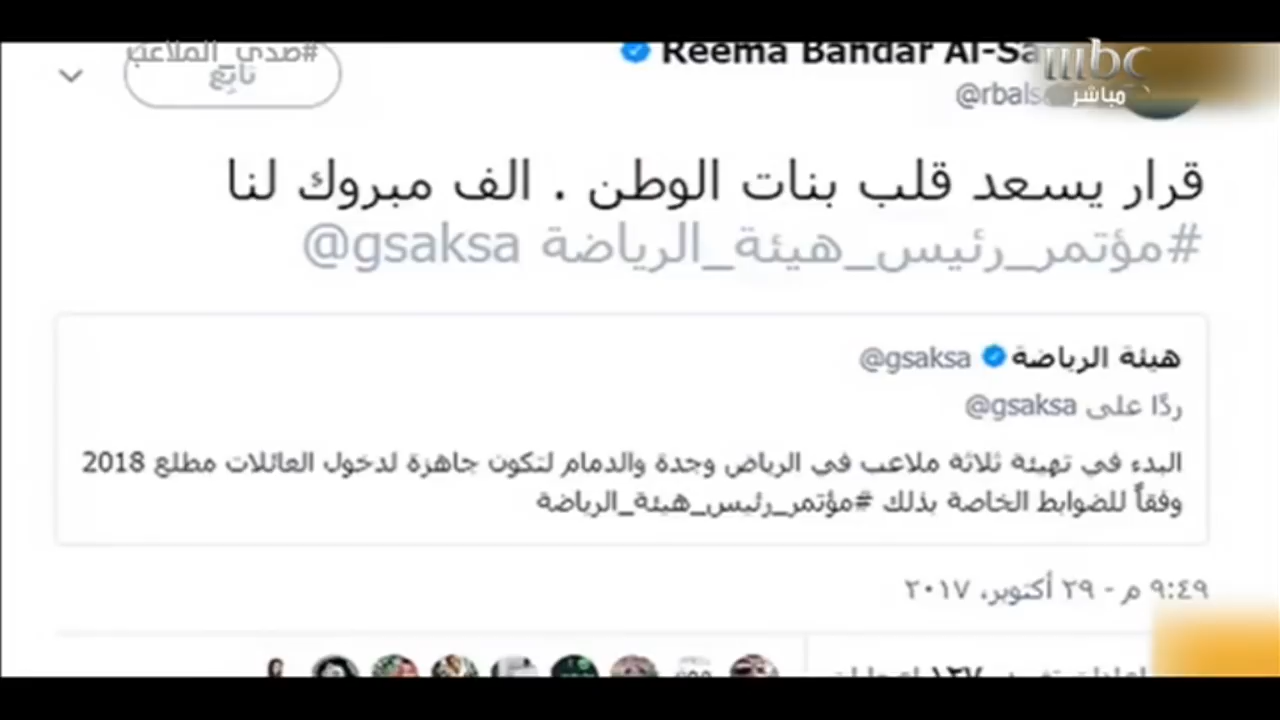 #صدى_الملاعب
mbc
مباشر
Reema Bandar Al-Sa
@rbals
تابِع
قرار يسعد قلب بنات الوطن . الف مبروك لنا
#مؤتمر_رئيس_هيئة_الرياضة @gsaksa
هيئة الرياضة @gsaksa
ردًا على @gsaksa
البدء في تهيئة ثلاثة ملاعب في الرياض وجدة والدمام لتكون جاهزة لدخول العائلات مطلع 2018
وفقاً للضوابط الخاصة بذلك #مؤتمر_رئيس_هيئة_الرياضة
٩:٤٩ م - ٢٩ أكتوبر، ٢٠١٧